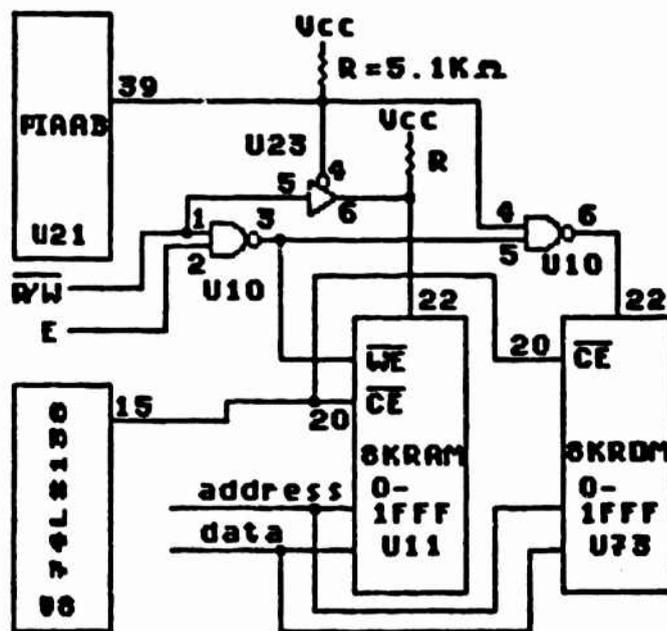 Vcc
R=5.1KΩ
39
PIAAB
U21
Vcc
R
U23
4
5
6
1
3
2
U10
4
6
5
U10
R/W
E
22
22
WE
20
CE
15
20
CE
8KRAM
0-
1FFF
U11
8KROM
0-
1FFF
U73
address
data
74LS138
U8